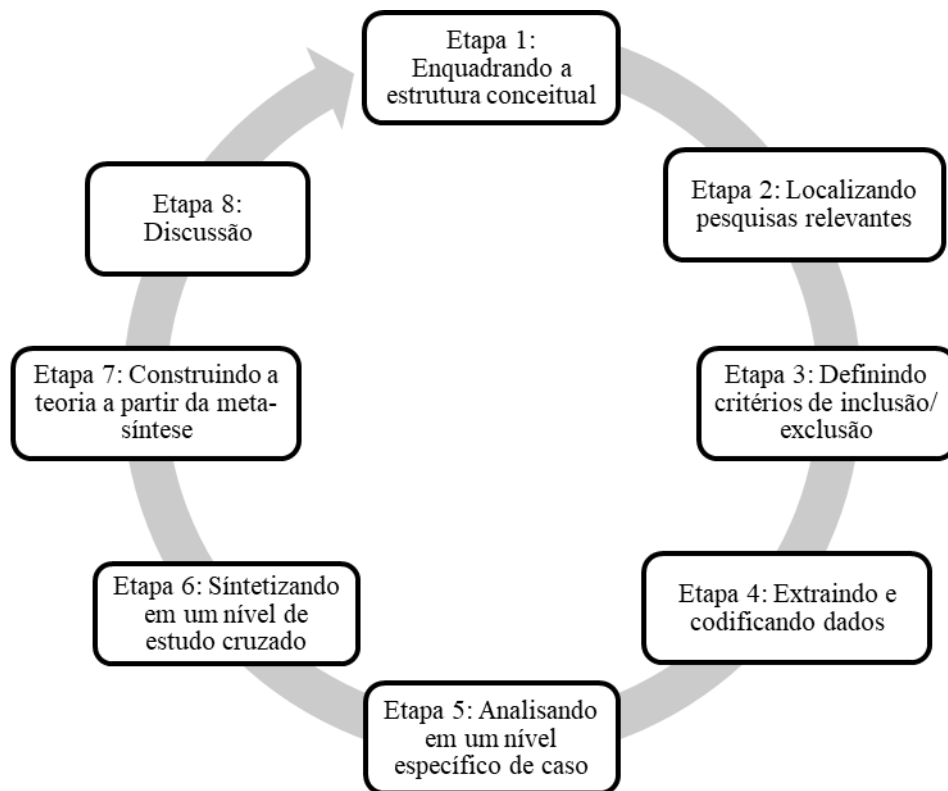 Etapa 1:
Enquadrando a
estrutura conceitual
Etapa 2: Localizando
pesquisas relevantes
Etapa 3: Definindo
critérios de inclusão/
exclusão
Etapa 4: Extraindo e
codificando dados
Etapa 5: Analisando
em um nível
específico de caso
Etapa 6: Síntetizando
em um nível de
estudo cruzado
Etapa 7: Construindo a
teoria a partir da meta-
síntese
Etapa 8:
Discussão